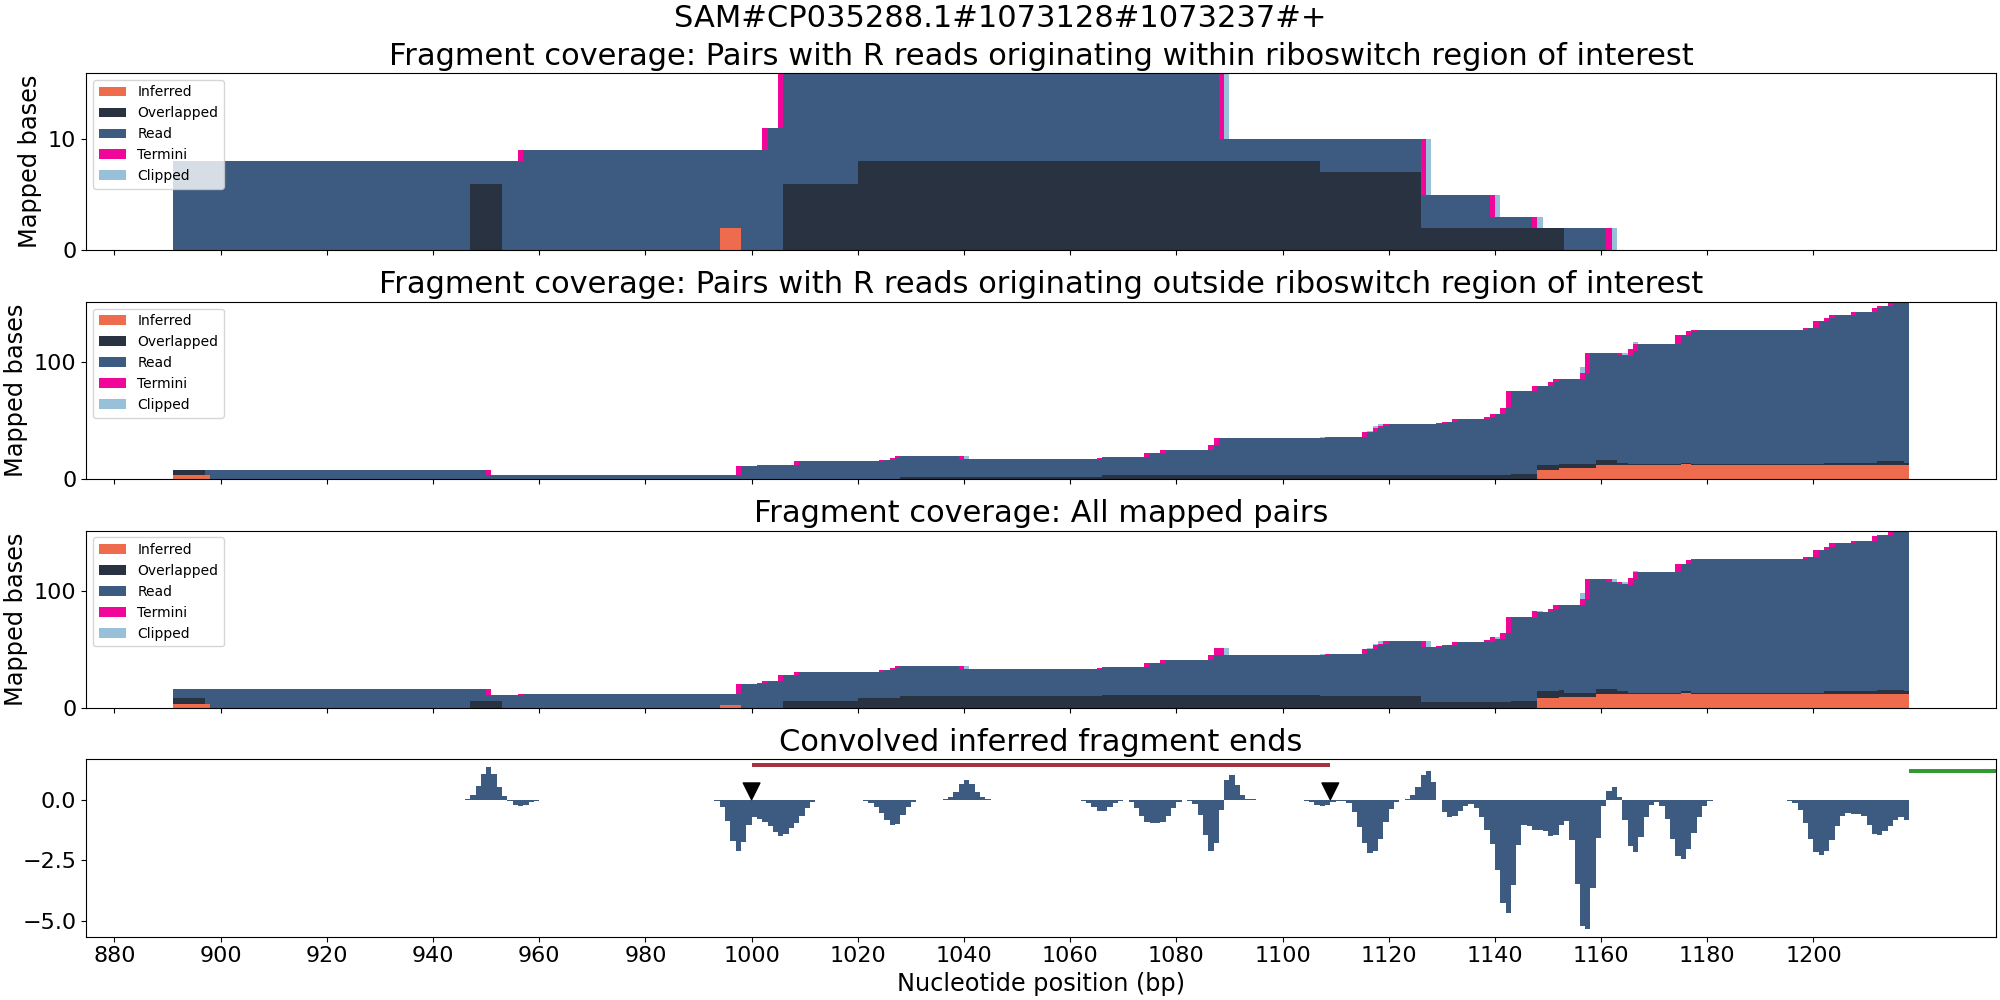 SAM#CP035288.1#1073128#1073237#+
Fragment coverage: Pairs with R reads originating within riboswitch region of interest
Mapped bases
10
0
Inferred
Overlapped
Read
Termini
Clipped
Fragment coverage: Pairs with R reads originating outside riboswitch region of interest
Mapped bases
100
0
Inferred
Overlapped
Read
Termini
Clipped
Fragment coverage: All mapped pairs
Mapped bases
100
0
Inferred
Overlapped
Read
Termini
Clipped
Convolved inferred fragment ends
0.0
−2.5
−5.0
880 900 920 940 960 980 1000 1020 1040 1060 1080 1100 1120 1140 1160 1180 1200
Nucleotide position (bp)